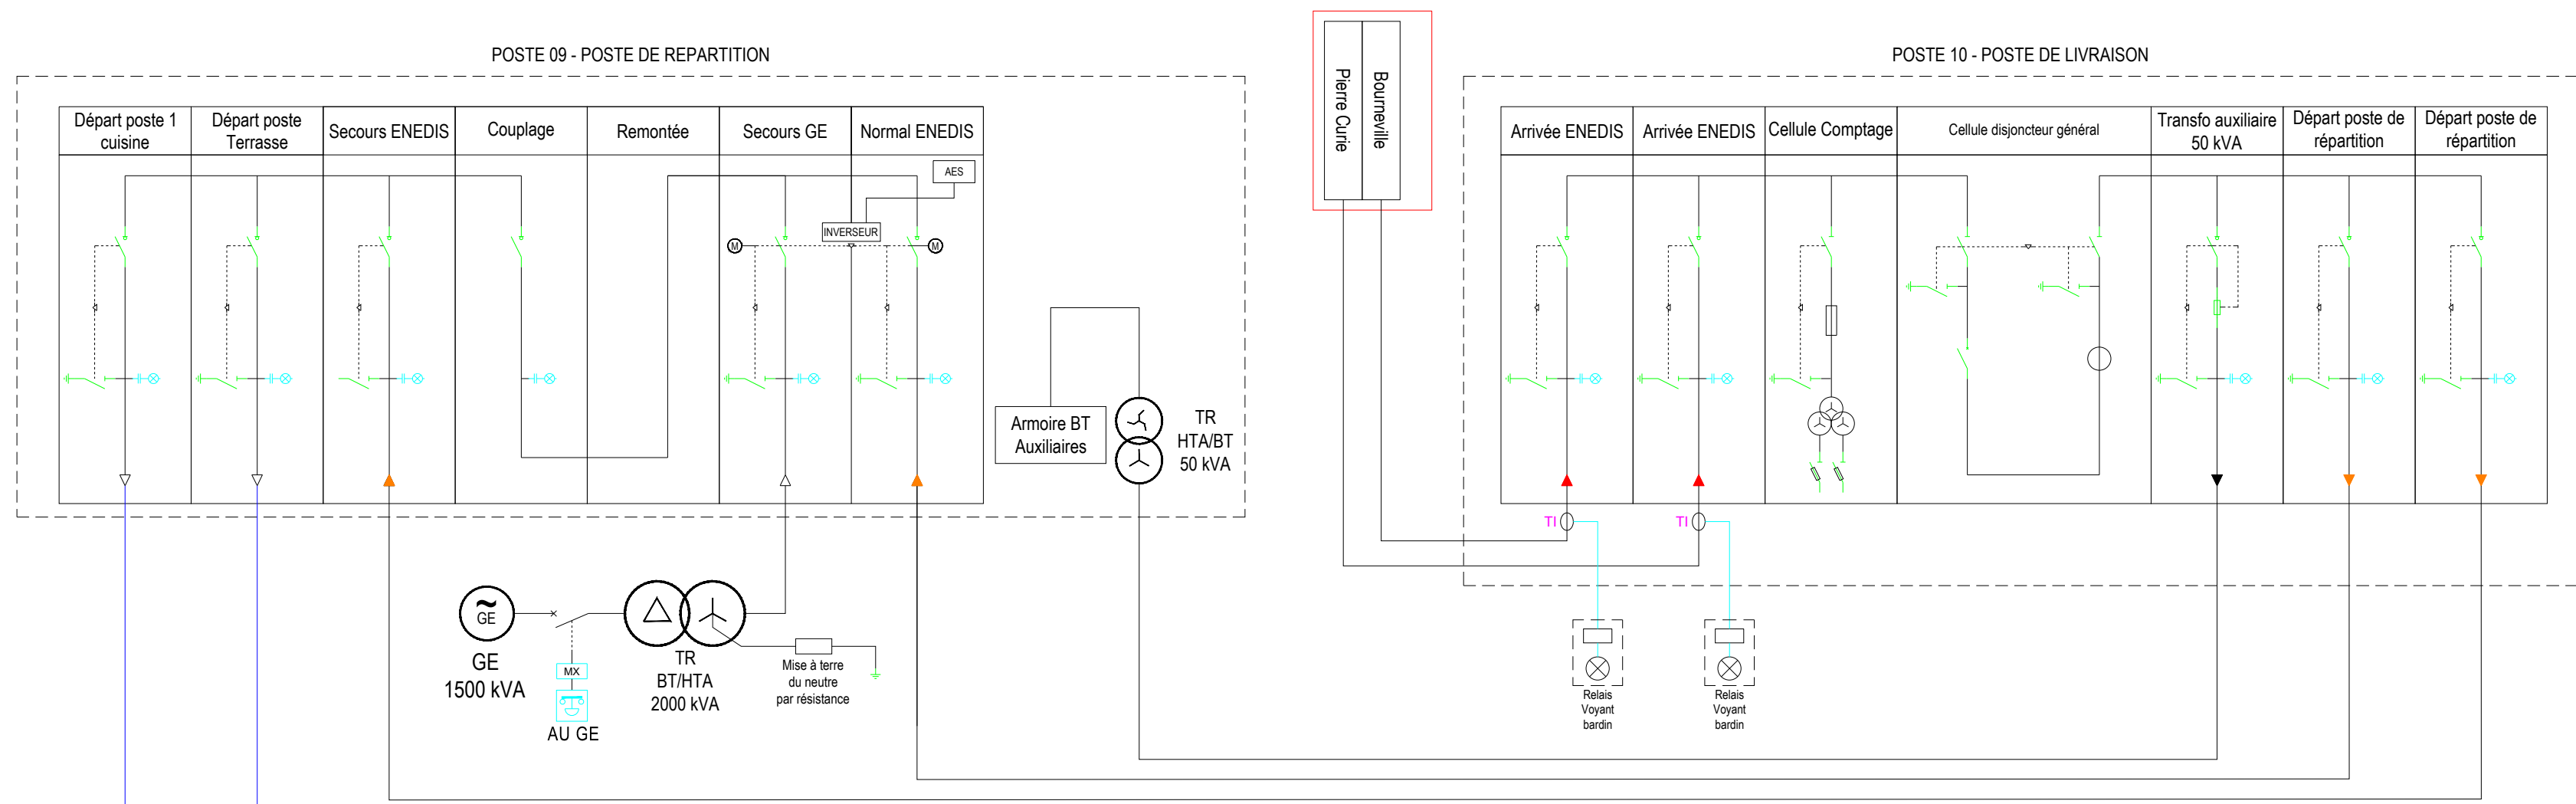 POSTE 09 - POSTE DE REPARTITION
Départ poste 1
cuisine
Départ poste
Terrasse
Secours ENEDIS
Couplage
Remontée
Secours GE
Normal ENEDIS
AES
INVERSEUR
M
M
Armoire BT
Auxiliaires
TR
HTA/BT
50 kVA
GE
GE
1500 kVA
MX
AU GE
TR
BT/HTA
2000 kVA
Mise à terre
du neutre
par résistance
Pierre Curie
Bourneville
POSTE 10 - POSTE DE LIVRAISON
Arrivée ENEDIS
Arrivée ENEDIS
Cellule Comptage
Cellule disjoncteur général
Transfo auxiliaire
50 kVA
Départ poste de
répartition
Départ poste de
répartition
TI
TI
Relais
Voyant
bardin
Relais
Voyant
bardin